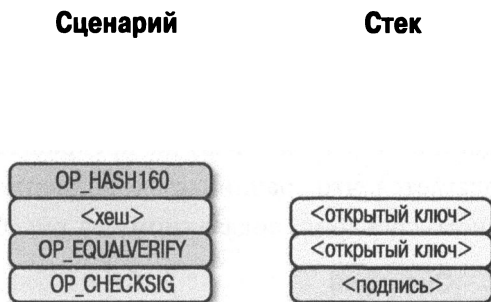 Сценарий
Стек
OP_HASH160
<хеш>
OP_EQUALVERIFY
OP_CHECKSIG
<открытый ключ>
<открытый ключ>
<подпись>